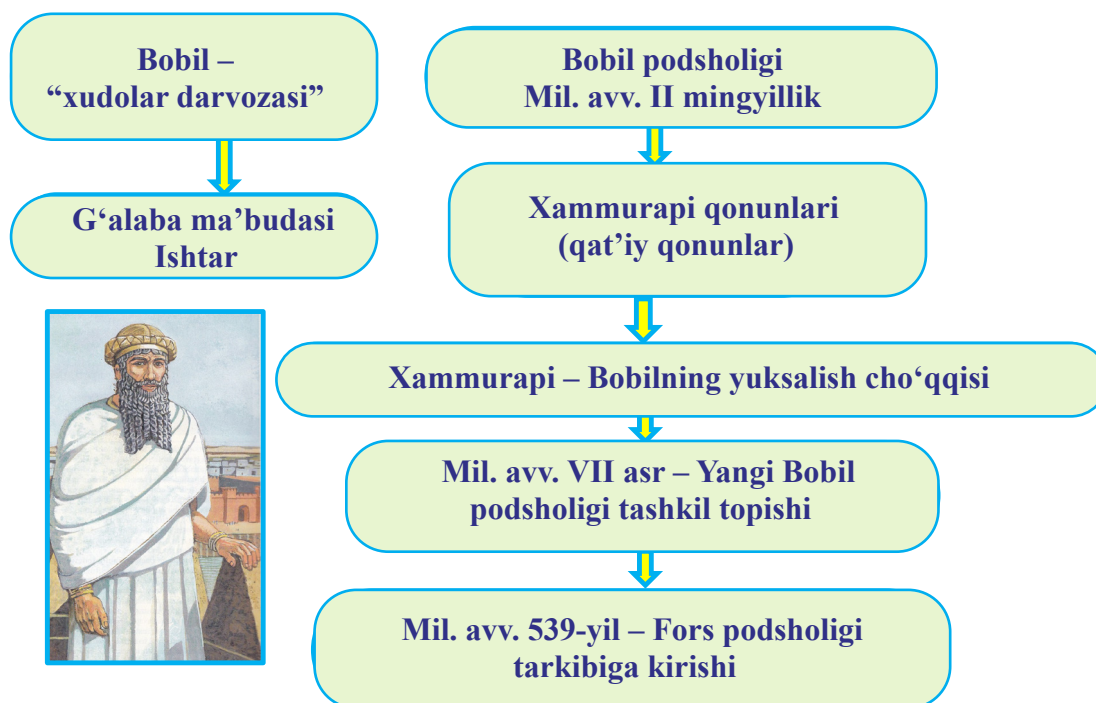 Bobil –
“xudolar darvozasi”
G‘alaba ma’budasi
Ishtar
Bobil podsholigi
Mil. avv. II mingyillik
Xammurapi qonunlari
(qat’iy qonunlar)
Xammurapi – Bobilning yuksalish cho‘qqisi
Mil. avv. VII asr – Yangi Bobil
podsholigi tashkil topishi
Mil. avv. 539-yil – Fors podsholigi
tarkibiga kirishi